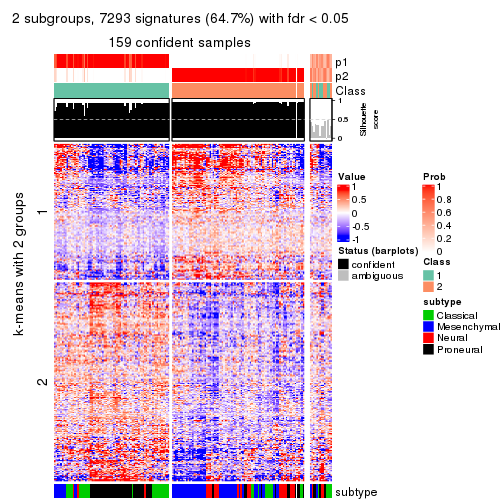 2 subgroups, 7293 signatures (64.7%) with fdr < 0.05
159 confident samples
p1
p2
Class
1
0.5
0
Silhouette
score
k-means with 2 groups
1
2
subtype
Value
1
0.5
0
-0.5
-1
Status (barplots)
confident
ambiguous
Prob
1
0.8
0.6
0.4
0.2
0
Class
1
2
subtype
Classical
Mesenchymal
Neural
Proneural